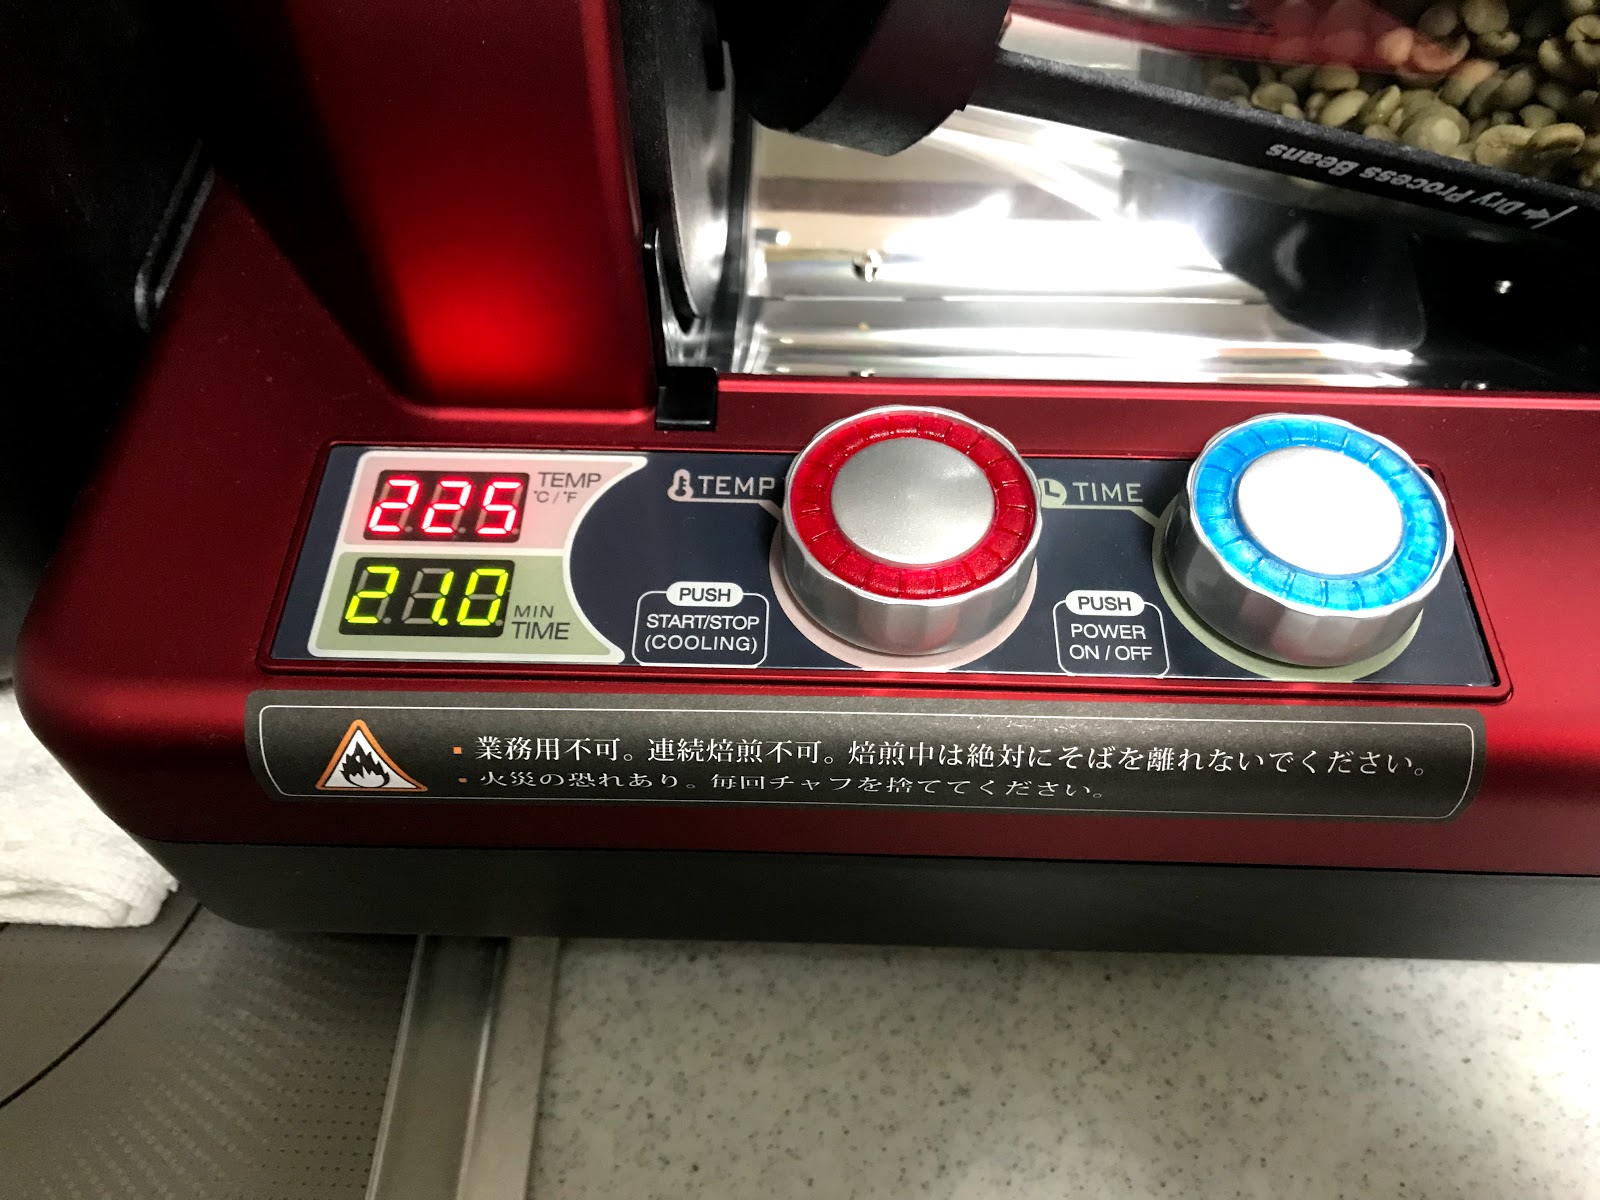 Dry Process Beans
225
TEMP
°C / °F
21.0
MIN
TIME
TEMP
TIME
PUSH
START/STOP
(COOLING)
PUSH
POWER
ON / OFF
▪ 業務用不可。連続焙煎不可。焙煎中は絶対にそばを離れないでください。
▪ 火災の恐れあり。毎回チャフを捨ててください。